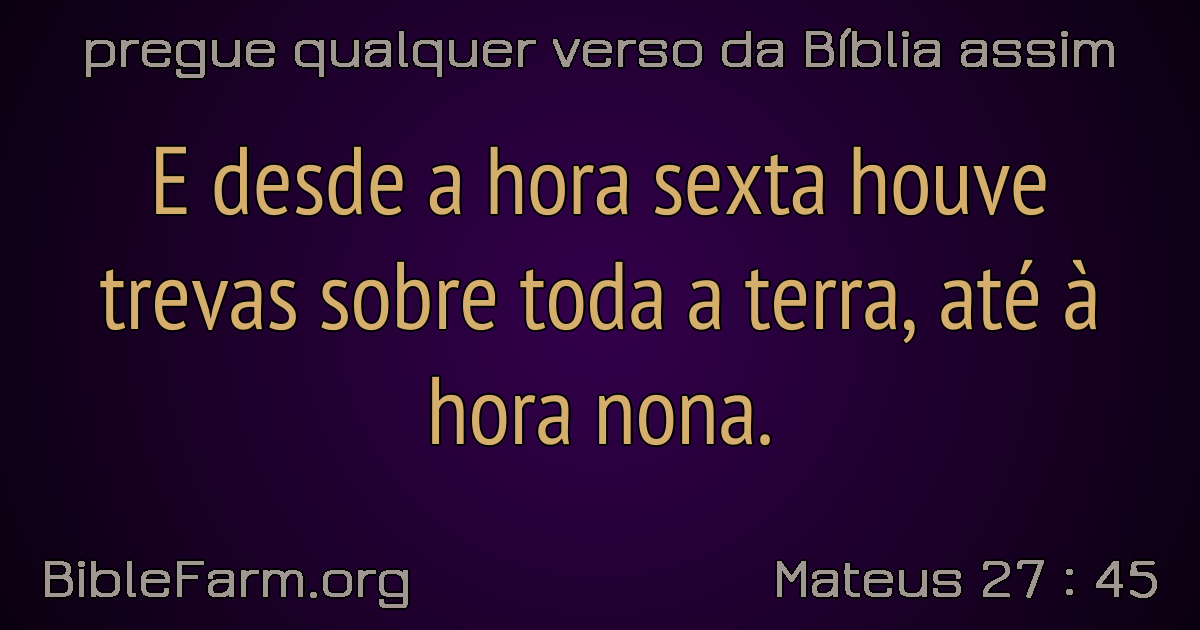 pregue qualquer verso da Bíblia assim
E desde a hora sexta houve
trevas sobre toda a terra, até à
hora nona.
BibleFarm.org
Mateus 27 : 45